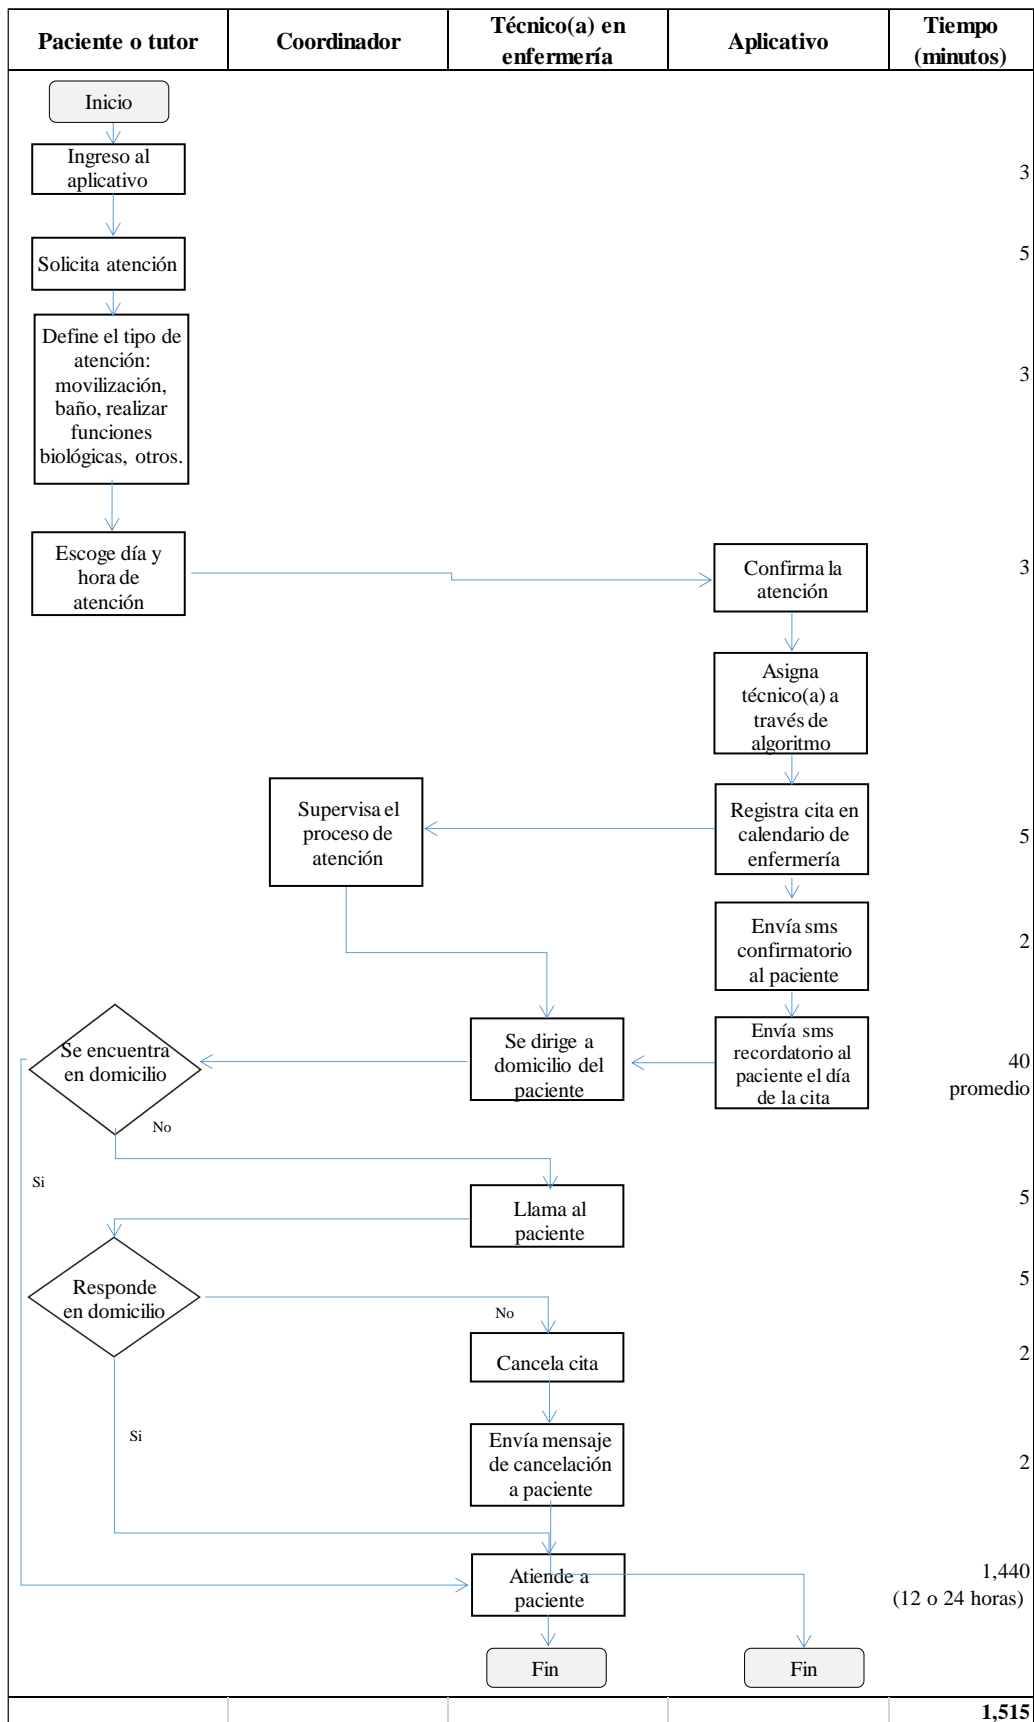 Paciente o tutor
Coordinador
Técnico(a) en
enfermería
Aplicativo
Tiempo
(minutos)
Inicio
Ingreso al
aplicativo
3
Solicita atención
5
Define el tipo de
atención:
movilización,
baño, realizar
funciones
biológicas, otros.
3
Escoge día y
hora de
atención
Confirma la
atención
3
Asigna
técnico(a) a
través de
algoritmo
Supervisa el
proceso de
atención
Registra cita en
calendario de
enfermería
5
Envía sms
confirmatorio
al paciente
2
Se encuentra
en domicilio
Se dirige a
domicilio del
paciente
Envía sms
recordatorio al
paciente el día
de la cita
40
promedio
No
Si
Llama al
paciente
5
Responde
en domicilio
5
No
Cancela cita
2
Si
Envía mensaje
de cancelación
a paciente
2
Atiende a
paciente
1,440
(12 o 24 horas)
Fin
Fin
1,515